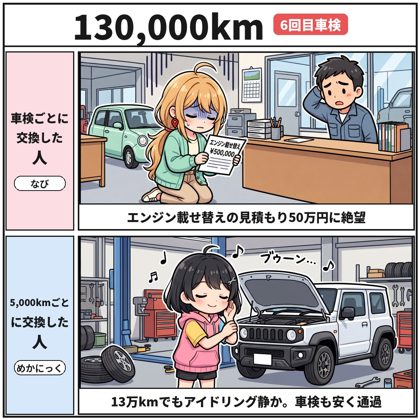 130,000km
6回目車検
車検ごとに
交換した
人
なび
エンジン載せ替え
¥500,000
エンジン載せ替えの見積もり50万円に絶望
5,000kmごと
に交換した
人
めかにっく
ブゥーン…
13万kmでもアイドリング静か。車検も安く通過